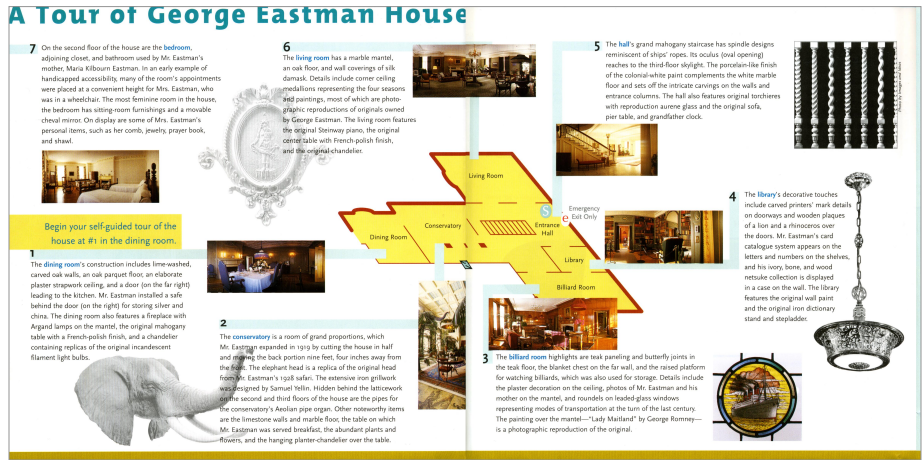 A Tour of George Eastman House
7 On the second floor of the house are the bedroom,
adjoining closet, and bathroom used by Mr. Eastman's
mother, Maria Kilbourn Eastman. In an early example of
handicapped accessibility, many of the room's appointments
were placed at a convenient height for Mrs. Eastman, who
was in a wheelchair. The most feminine room in the house,
the bedroom has sitting-room furnishings and a movable
cheval mirror. On display are some of Mrs. Eastman's
personal items, such as her comb, jewelry, prayer book,
and shawl.
6
The living room has a marble mantel,
an oak floor, and wall coverings of silk
damask. Details include corner ceiling
medallions representing the four seasons
and paintings, most of which are photo-
graphic reproductions of originals owned
by George Eastman. The living room features
the original Steinway piano, the original
center table with French-polish finish,
and the original chandelier.
5 The hall's grand mahogany staircase has spindle designs
reminiscent of ships' ropes. Its oculus (oval opening)
reaches to the third-floor skylight. The porcelain-like finish
of the colonial-white paint complements the white marble
floor and sets off the intricate carvings on the walls and
entrance columns. The hall also features original torchieres
with reproduction aurene glass and the original sofa,
pier table, and grandfather clock.
4 The library's decorative touches
include carved printers' mark details
on doorways and wooden plaques
of a lion and a rhinoceros over
the doors. Mr. Eastman's card
catalogue system appears on the
letters and numbers on the shelves,
and his ivory, bone, and wood
netsuke collection is displayed
in a case on the wall. The library
features the original wall paint
and the original iron dictionary
stand and stepladder.
Living Room
Conservatory
Dining Room
Entrance
Hall
S
e
Emergency
Exit Only
Library
Billiard Room
Begin your self-guided tour of the
house at #1 in the dining room.
1
The dining room's construction includes lime-washed,
carved oak walls, an oak parquet floor, an elaborate
plaster strapwork ceiling, and a door (on the far right)
leading to the kitchen. Mr. Eastman installed a safe
behind the door (on the right) for storing silver and
china. The dining room also features a fireplace with
Argand lamps on the mantel, the original mahogany
table with a French-polish finish, and a chandelier
containing replicas of the original incandescent
filament light bulbs.
2
The conservatory is a room of grand proportions, which
Mr. Eastman expanded in 1919 by cutting the house in half
and moving the back portion nine feet, four inches away from
the front. The elephant head is a replica of the original head
from Mr. Eastman's 1928 safari. The extensive iron grillwork
was designed by Samuel Yellin. Hidden behind the latticework
on the second and third floors of the house are the pipes for
the conservatory's Aeolian pipe organ. Other noteworthy items
are the limestone walls and marble floor, the table on which
Mr. Eastman was served breakfast, the abundant plants and
flowers, and the hanging planter-chandelier over the table.
3 The billiard room highlights are teak paneling and butterfly joints in
the teak floor, the blanket chest on the far wall, and the raised platform
for watching billiards, which was also used for storage. Details include
the plaster decoration on the ceiling, photos of Mr. Eastman and his
mother on the mantel, and roundels on leaded-glass windows
representing modes of transportation at the turn of the last century.
The painting over the mantel—"Lady Maitland" by George Romney—
is a photographic reproduction of the original.